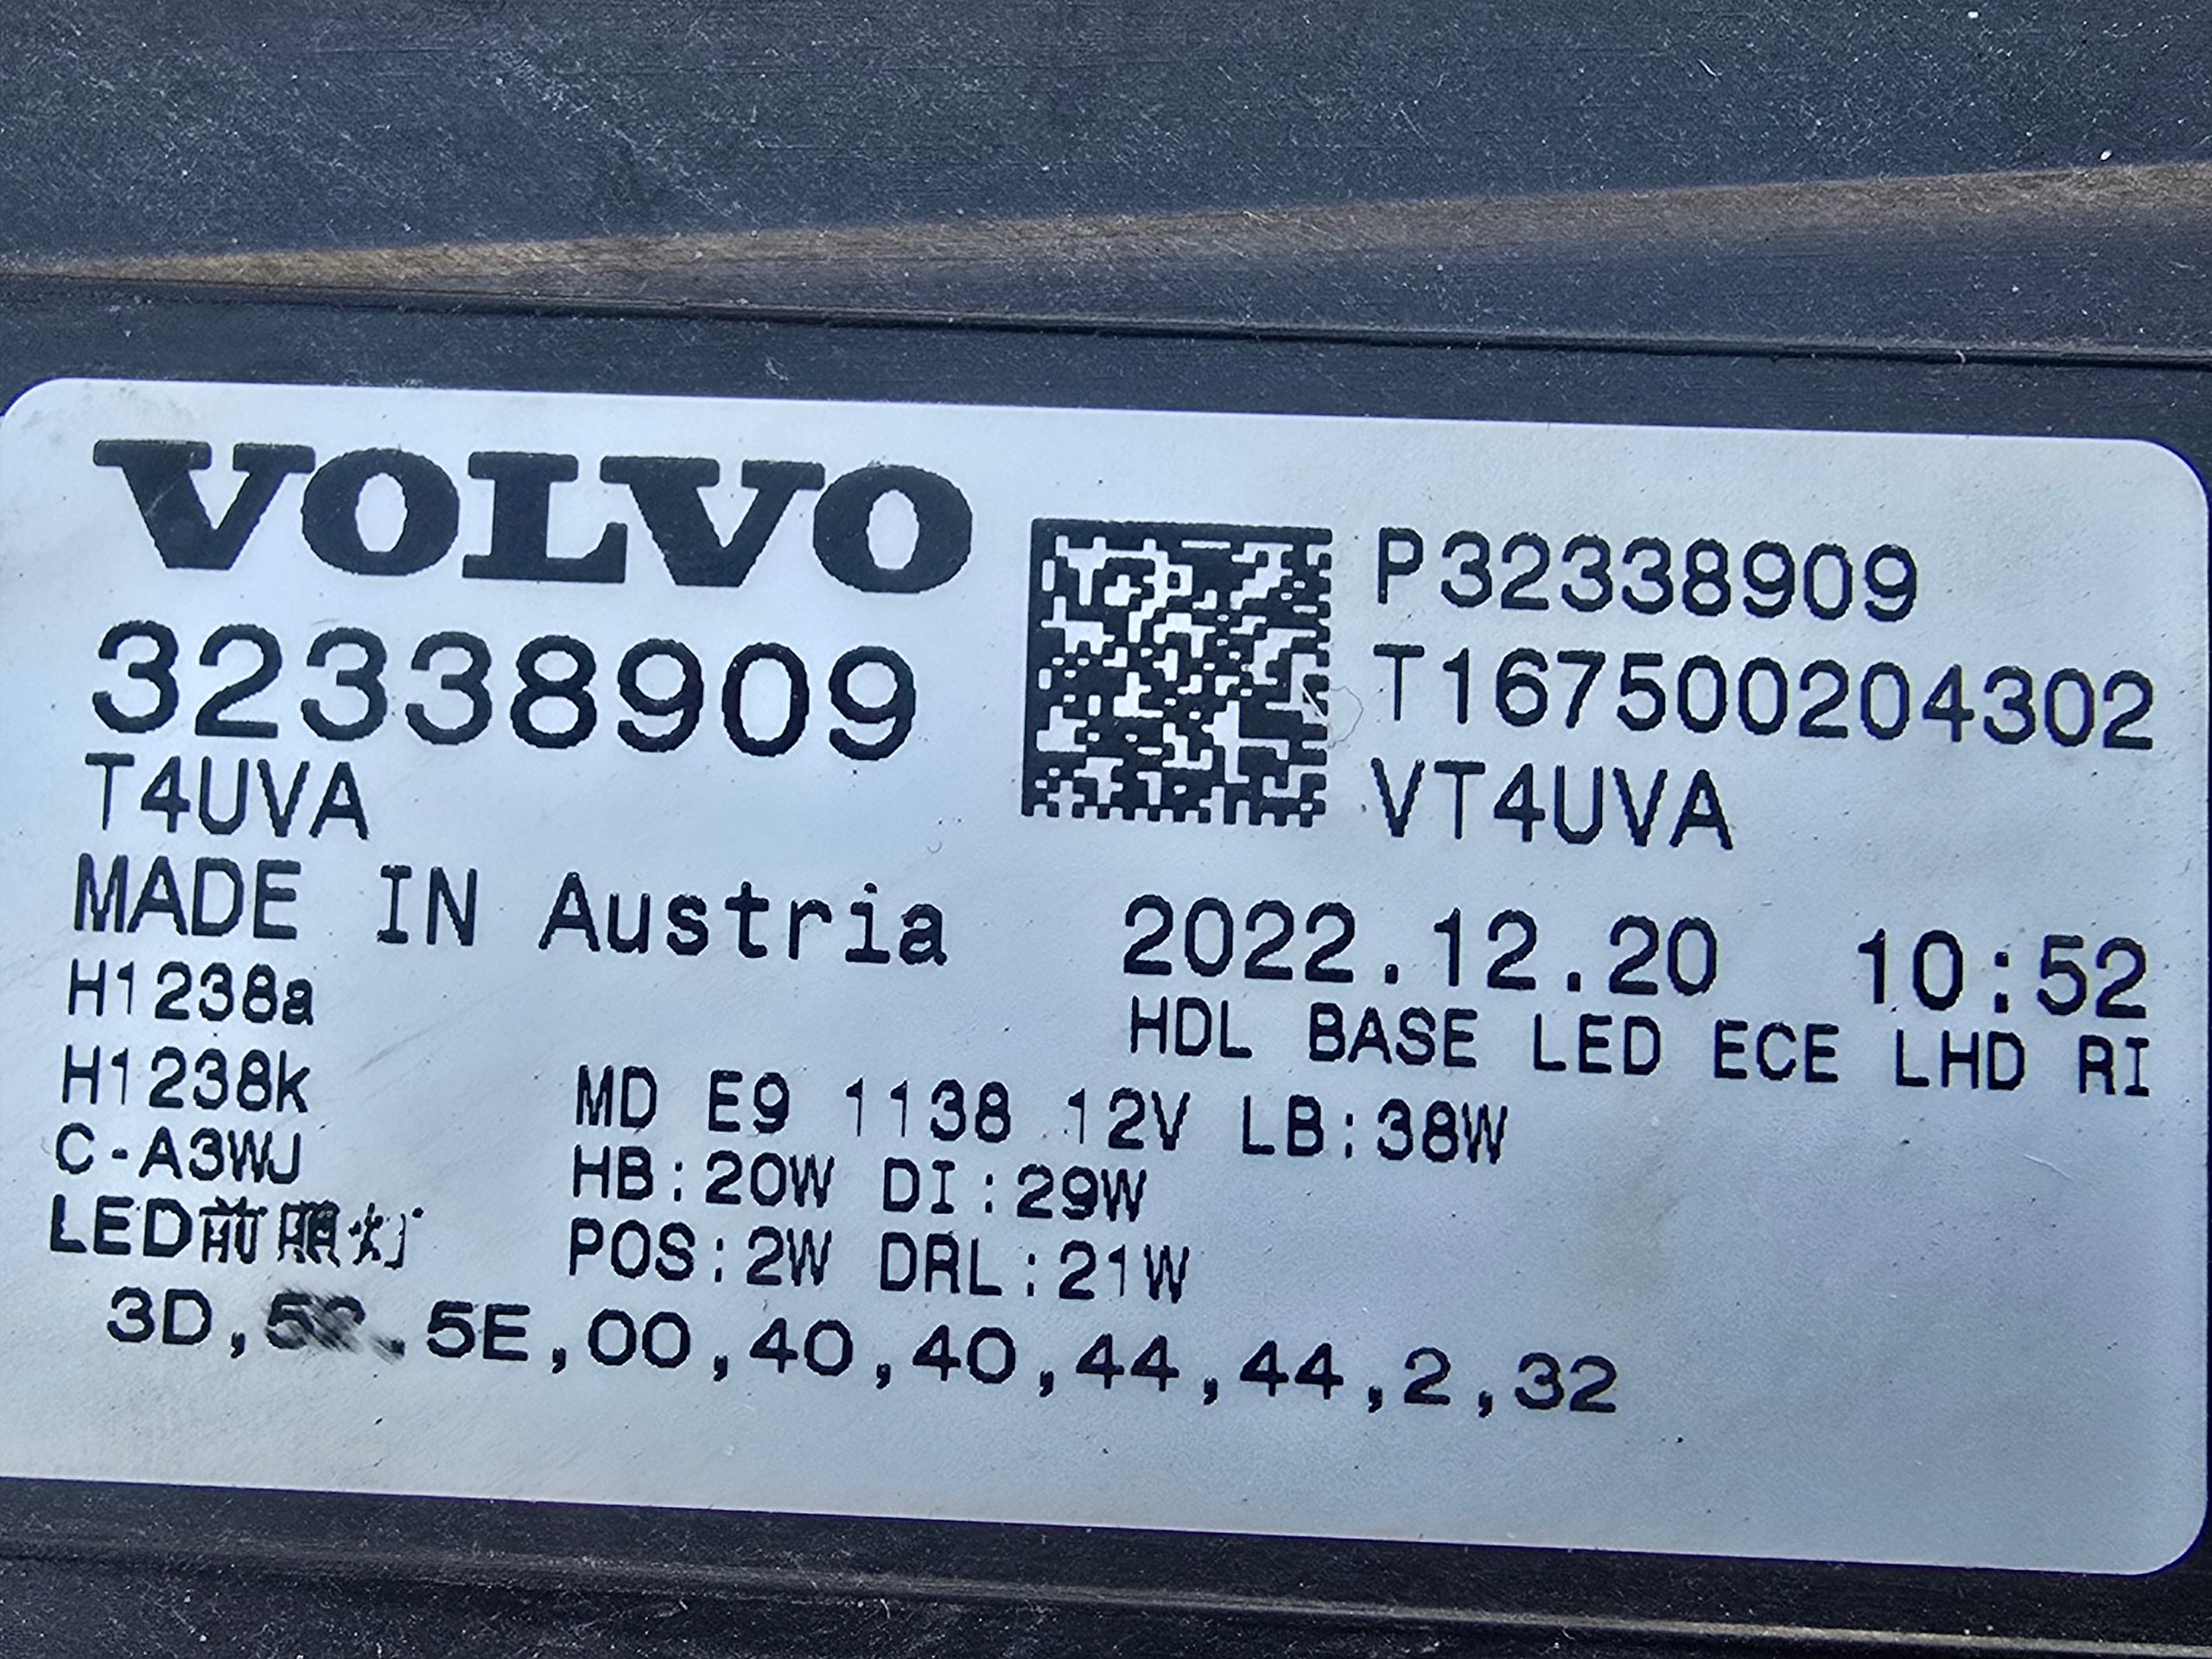 VOLVO
32338909
T4UVA
MADE IN Austria
H1238a
H1238k
C-A3WJ
LED前照灯
P32338909
T167500204302
VT4UVA
2022.12.20 10:52
HDL BASE LED ECE LHD RI
MD E9 1138 12V LB:38W
HB:20W DI:29W
POS:2W DRL:21W
3D, 5E,00,40,40,44,44,2,32